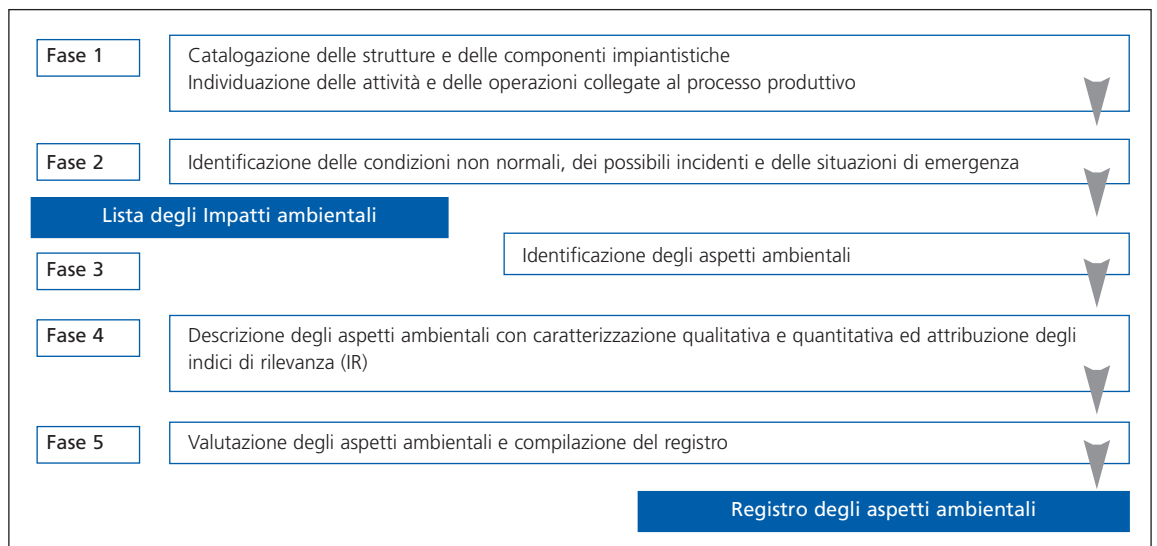 Fase 1
Catalogazione delle strutture e delle componenti impiantistiche
Individuazione delle attività e delle operazioni collegate al processo produttivo
Fase 2
Identificazione delle condizioni non normali, dei possibili incidenti e delle situazioni di emergenza
Lista degli Impatti ambientali
Fase 3
Identificazione degli aspetti ambientali
Fase 4
Descrizione degli aspetti ambientali con caratterizzazione qualitativa e quantitativa ed attribuzione degli
indici di rilevanza (IR)
Fase 5
Valutazione degli aspetti ambientali e compilazione del registro
Registro degli aspetti ambientali